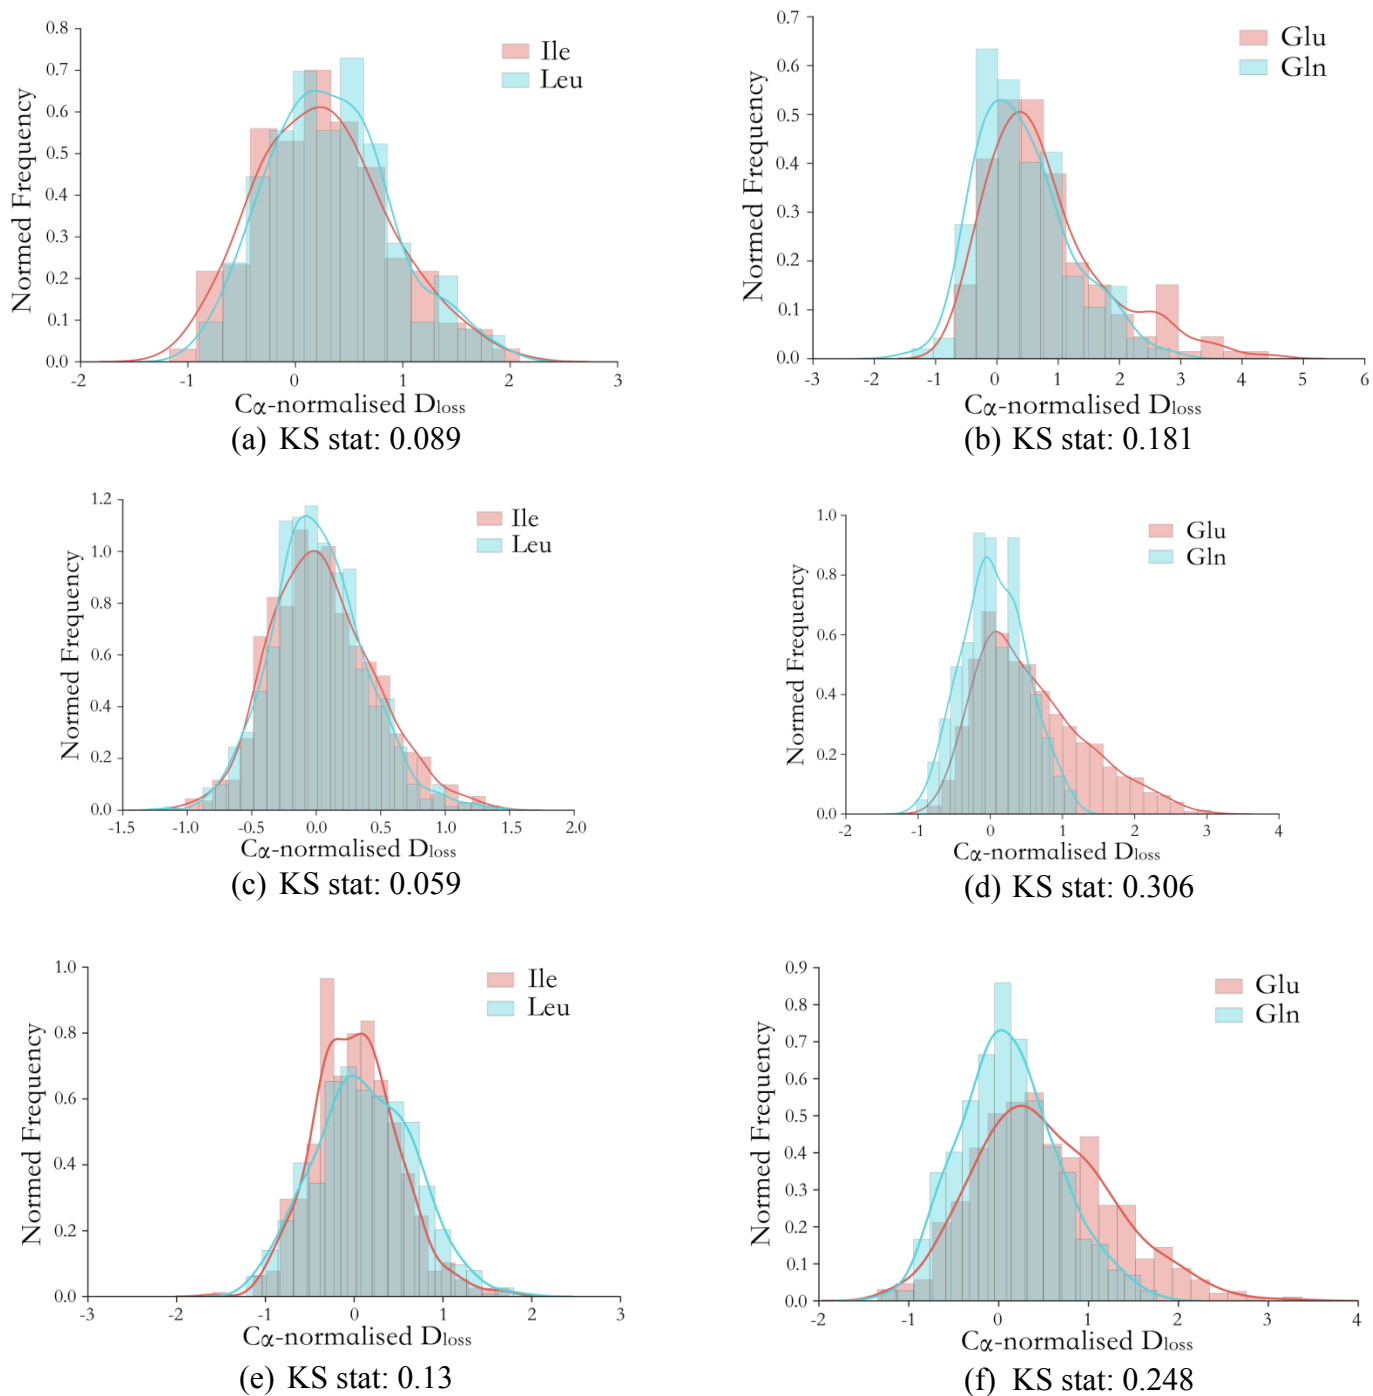 0.8
0.7
0.6
0.5
0.4
0.3
0.2
0.1
0.0
Normed Frequency
Ile
Leu
-2 -1 0 1 2 3
Cα-normalised Dloss
(a) KS stat: 0.089
0.7
0.6
0.5
0.4
0.3
0.2
0.1
0.0
Normed Frequency
Glu
Gln
-3 -2 -1 0 1 2 3 4 5 6
Cα-normalised Dloss
(b) KS stat: 0.181
1.2
1.0
0.8
0.6
0.4
0.2
0.0
Normed Frequency
Ile
Leu
-1.5 -1.0 -0.5 0.0 0.5 1.0 1.5 2.0
Cα-normalised Dloss
(c) KS stat: 0.059
1.0
0.8
0.6
0.4
0.2
0.0
Normed Frequency
Glu
Gln
-2 -1 0 1 2 3 4
Cα-normalised Dloss
(d) KS stat: 0.306
1.0
0.8
0.6
0.4
0.2
0.0
Normed Frequency
Ile
Leu
-3 -2 -1 0 1 2 3
Cα-normalised Dloss
(e) KS stat: 0.13
0.9
0.8
0.7
0.6
0.5
0.4
0.3
0.2
0.1
0.0
Normed Frequency
Glu
Gln
-2 -1 0 1 2 3 4
Cα-normalised Dloss
(f) KS stat: 0.248